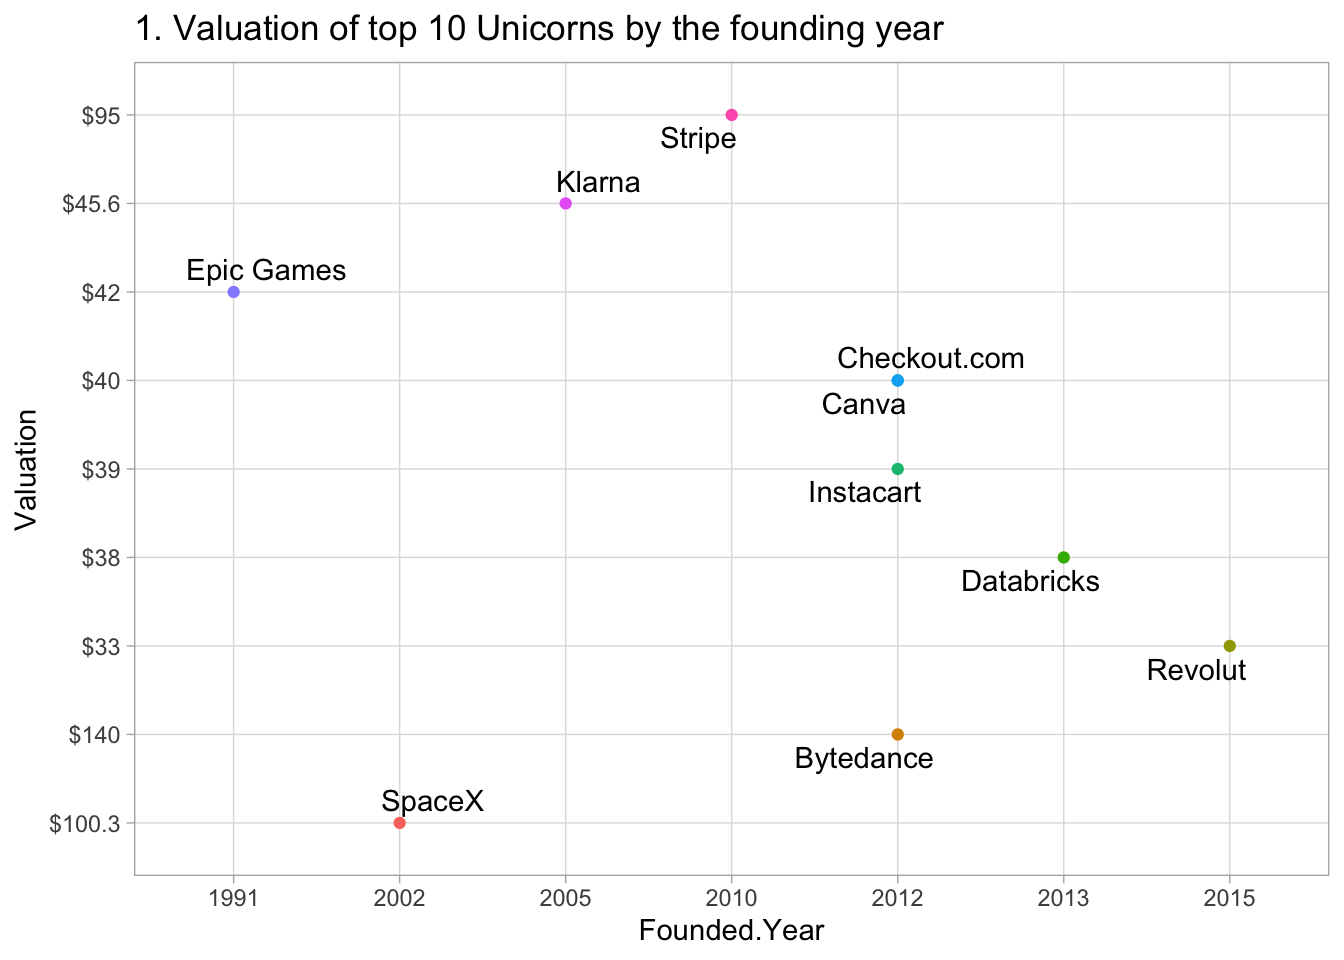 1. Valuation of top 10 Unicorns by the founding year
$95
Stripe
Klarna
$45.6
Epic Games
$42
Checkout.com
$40
Canva
$39
Instacart
$38
Databricks
$33
Revolut
$140
Bytedance
SpaceX
$100.3
Valuation
1991 2002 2005 2010 2012 2013 2015
Founded.Year